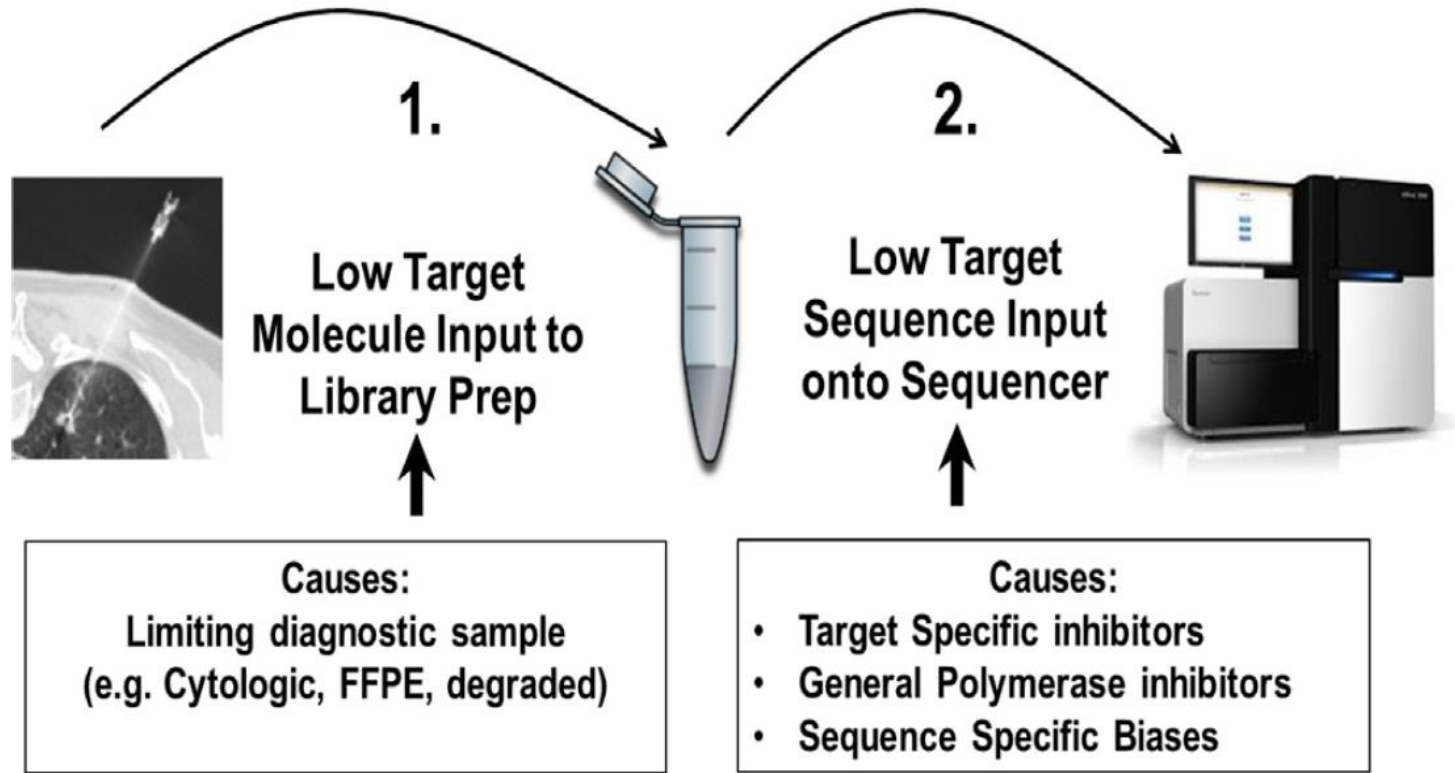 1.
Low Target
Molecule Input to
Library Prep
2.
Low Target
Sequence Input
onto Sequencer
Causes:
Limiting diagnostic sample
(e.g. Cytologic, FFPE, degraded)
Causes:
• Target Specific inhibitors
• General Polymerase inhibitors
• Sequence Specific Biases